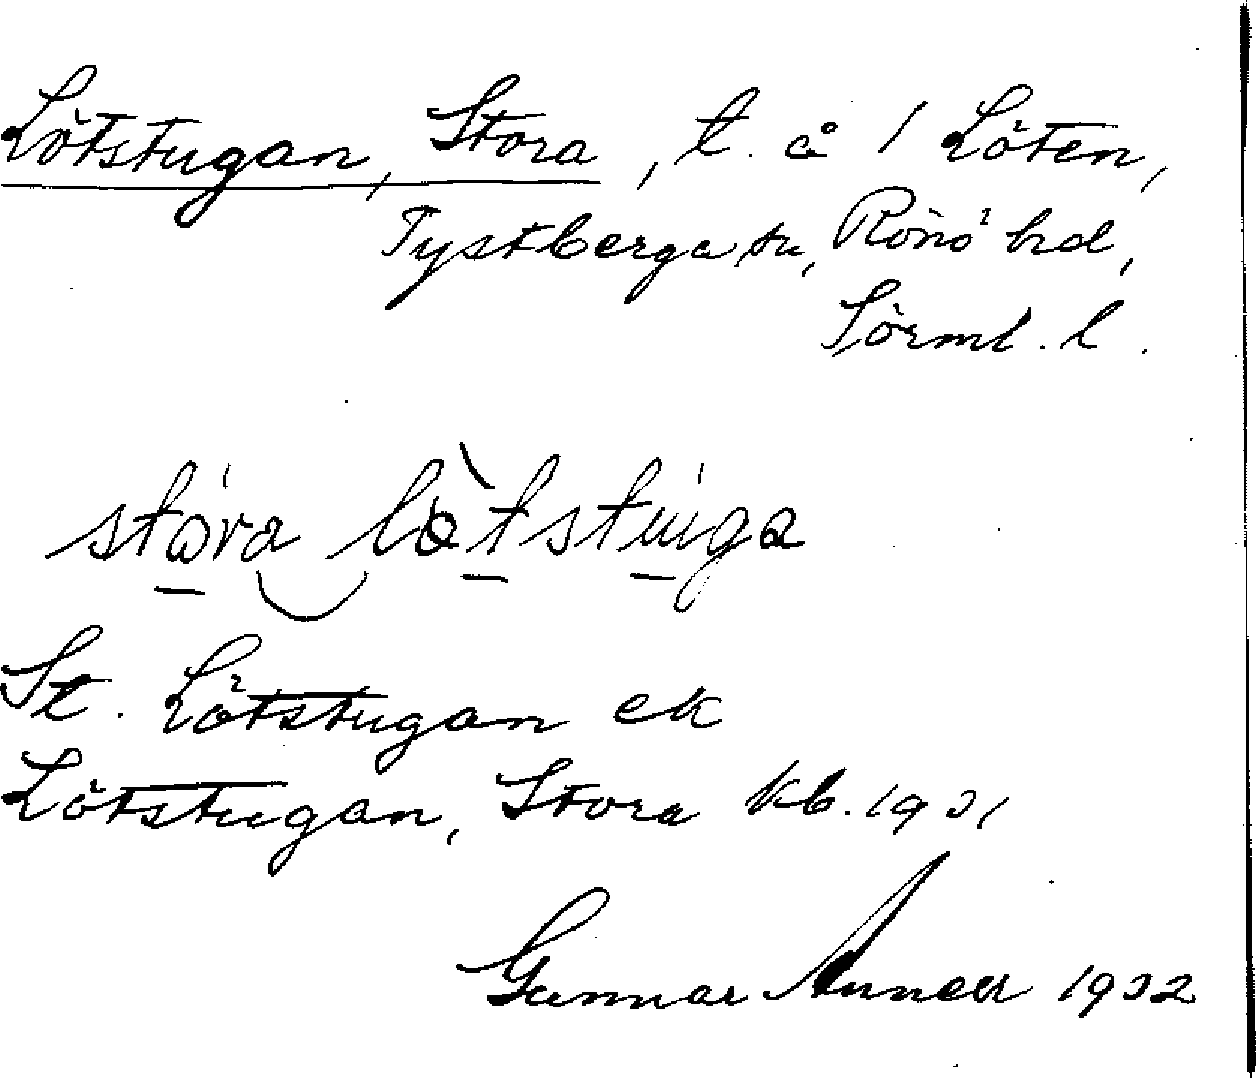 Lötstugan, Stora, t. å 1 Löten,
Tystberga sn, Rönö hd,
Sörml. l.
stora lötstuga
St. Lötstugan ek
Lötstugan, Stora kb. 1931
Gunnar 1932